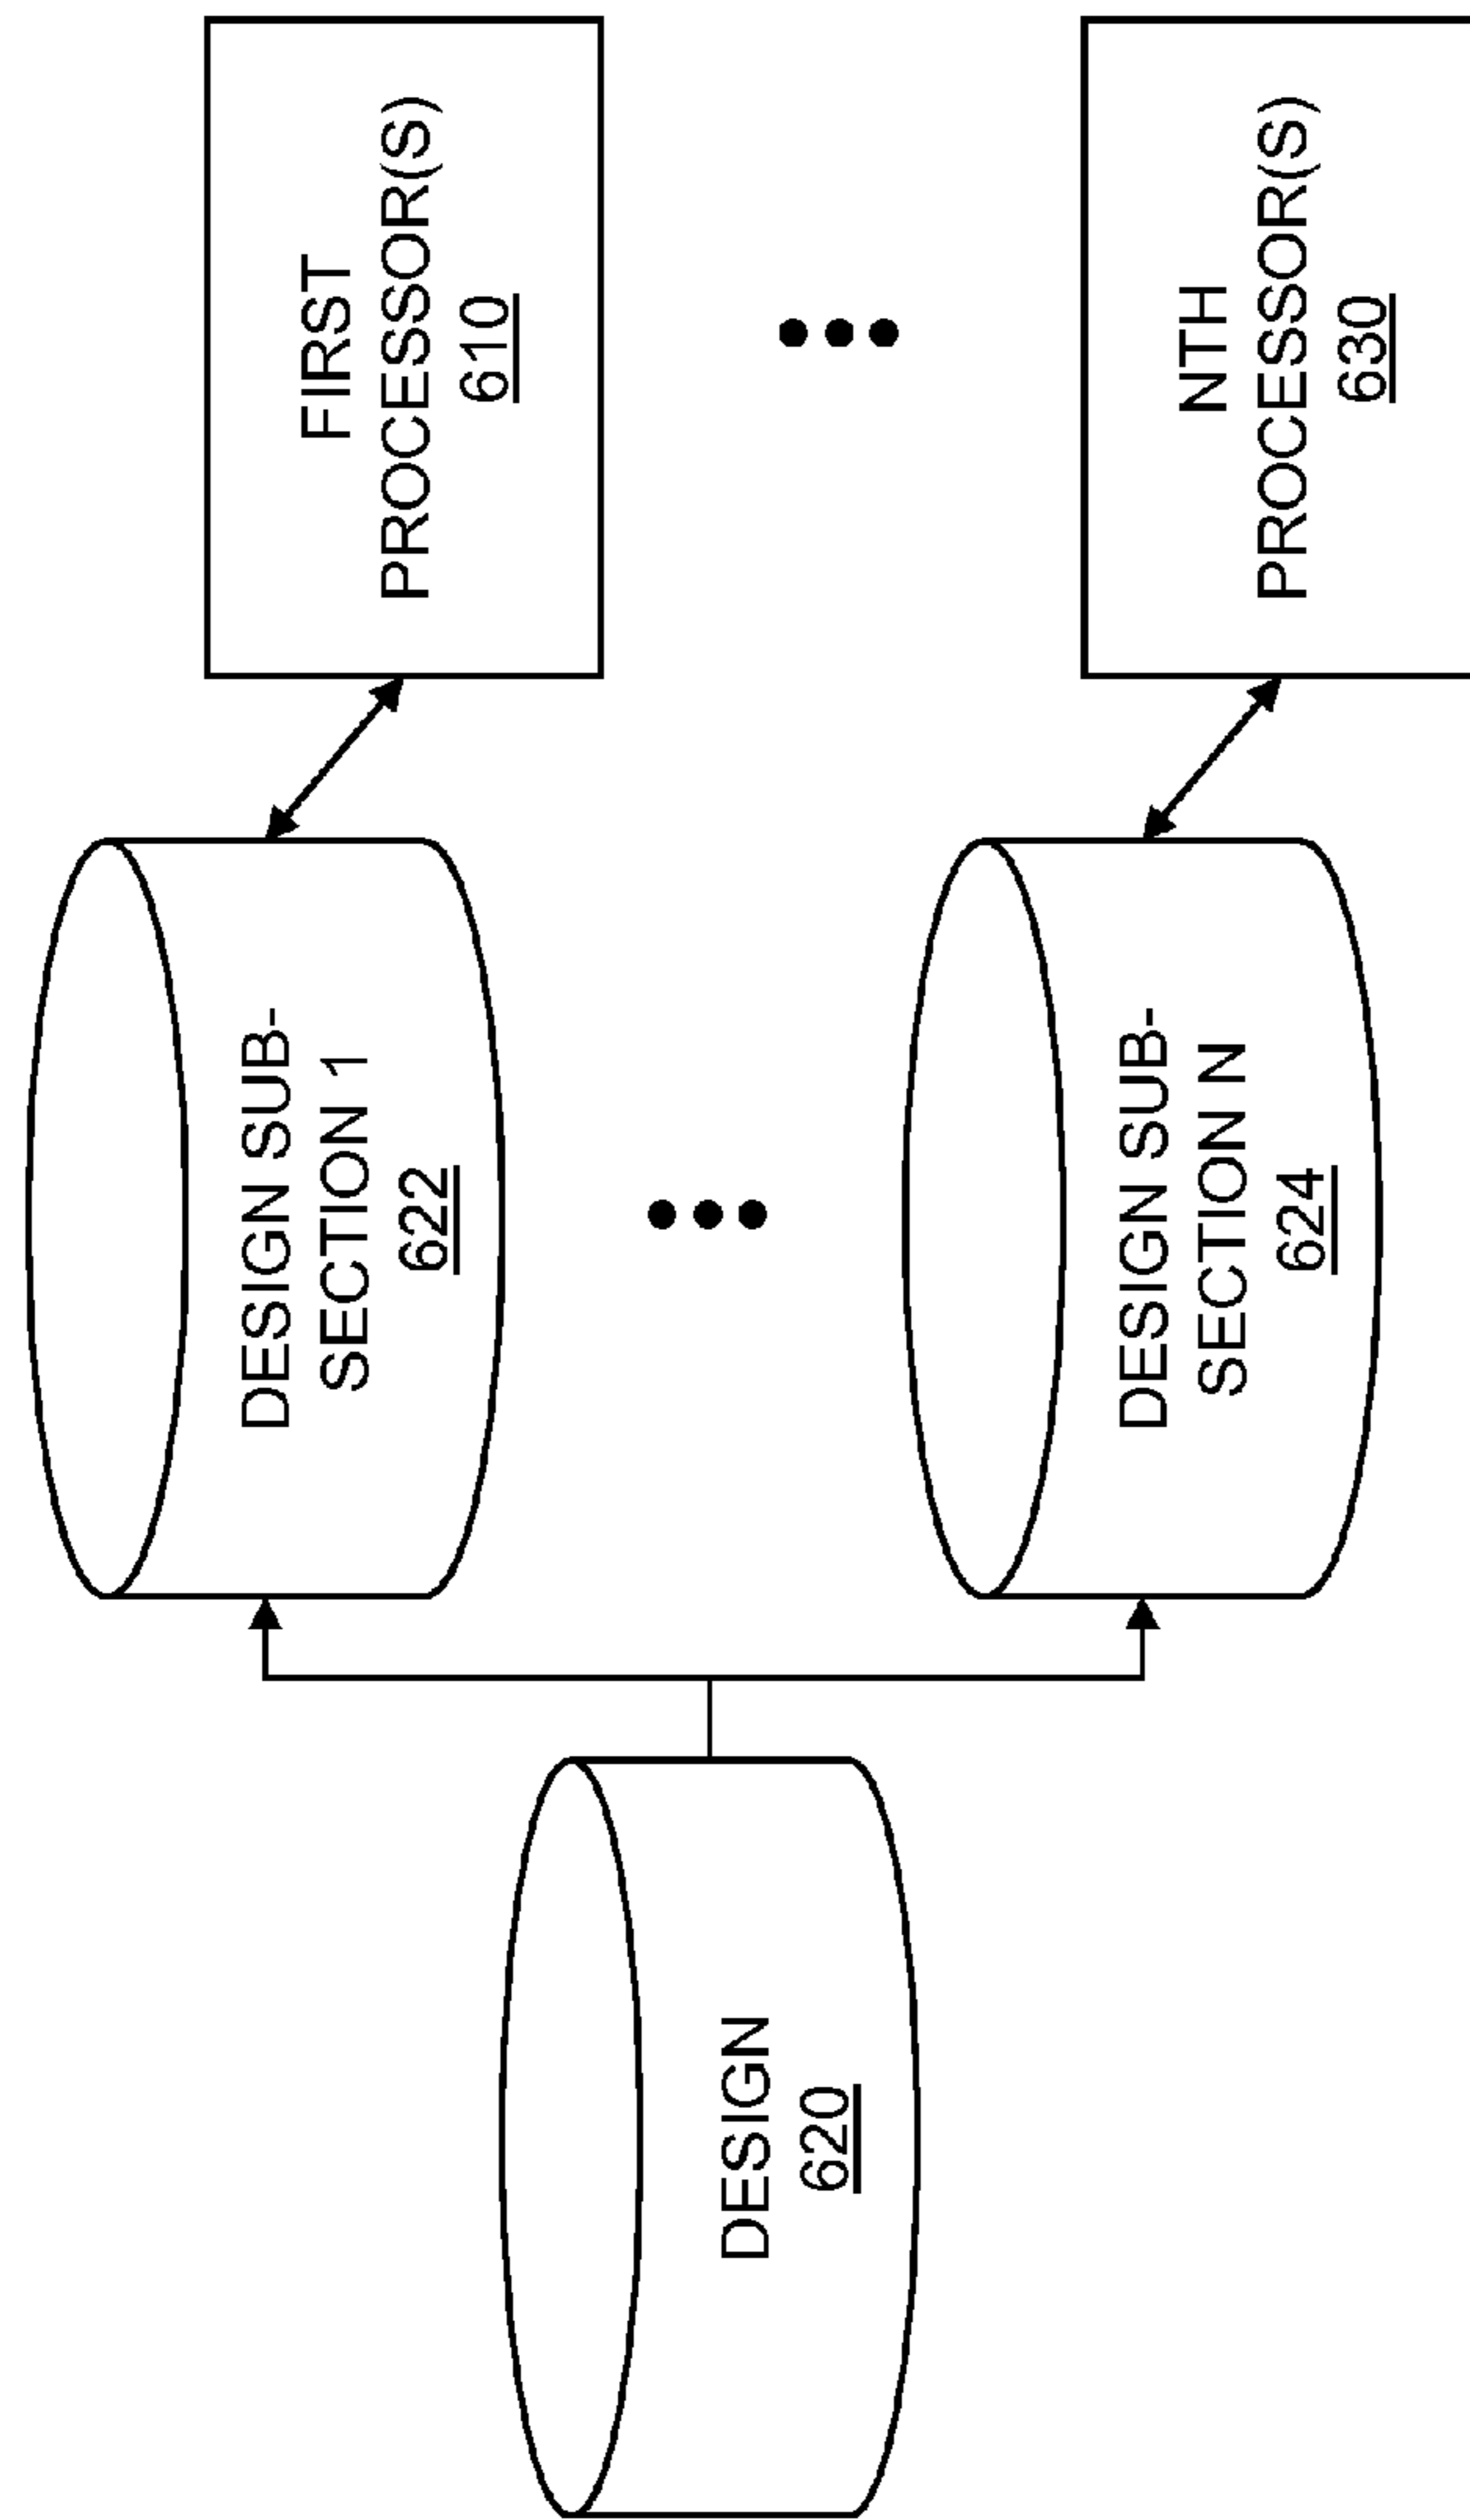 DESIGN
620
DESIGN SUB-
SECTION 1
622
DESIGN SUB-
SECTION N
624
FIRST
PROCESSOR(S)
610
NTH
PROCESSOR(S)
630